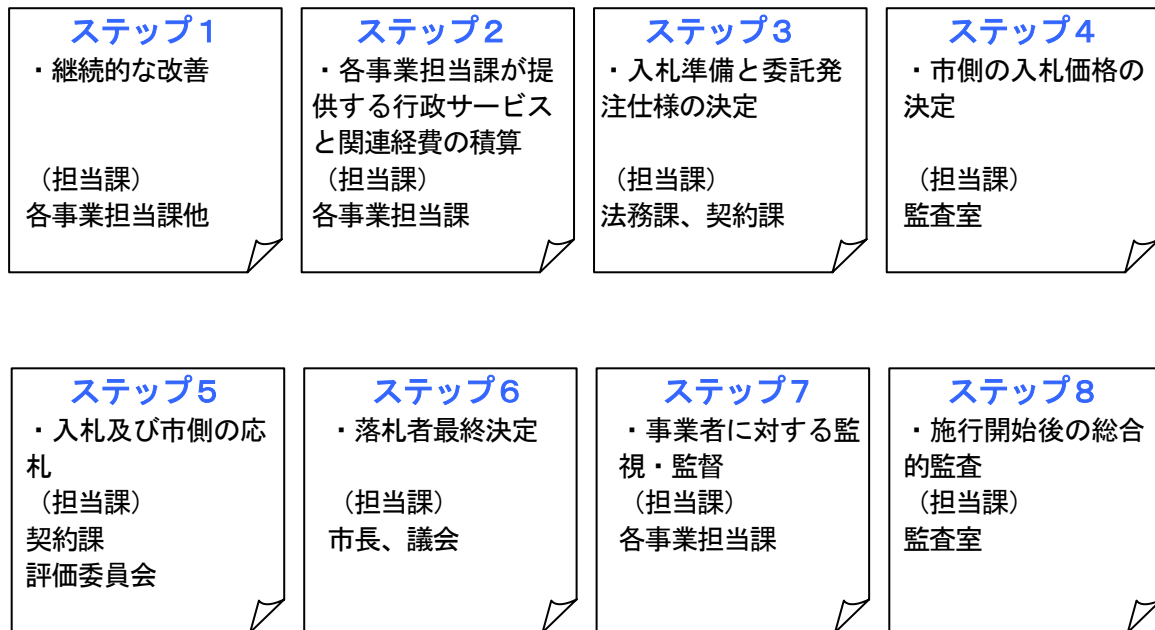 ステップ１
・継続的な改善
（担当課）
各事業担当課他
ステップ２
・各事業担当課が提
供する行政サービス
と関連経費の積算
（担当課）
各事業担当課
ステップ３
・入札準備と委託発
注仕様の決定
（担当課）
法務課、契約課
ステップ４
・市側の入札価格の
決定
（担当課）
監査室
ステップ５
・入札及び市側の応
札
（担当課）
契約課
評価委員会
ステップ６
・落札者最終決定
（担当課）
市長、議会
ステップ７
・事業者に対する監
視・監督
（担当課）
各事業担当課
ステップ８
・施行開始後の総合
的監査
（担当課）
監査室